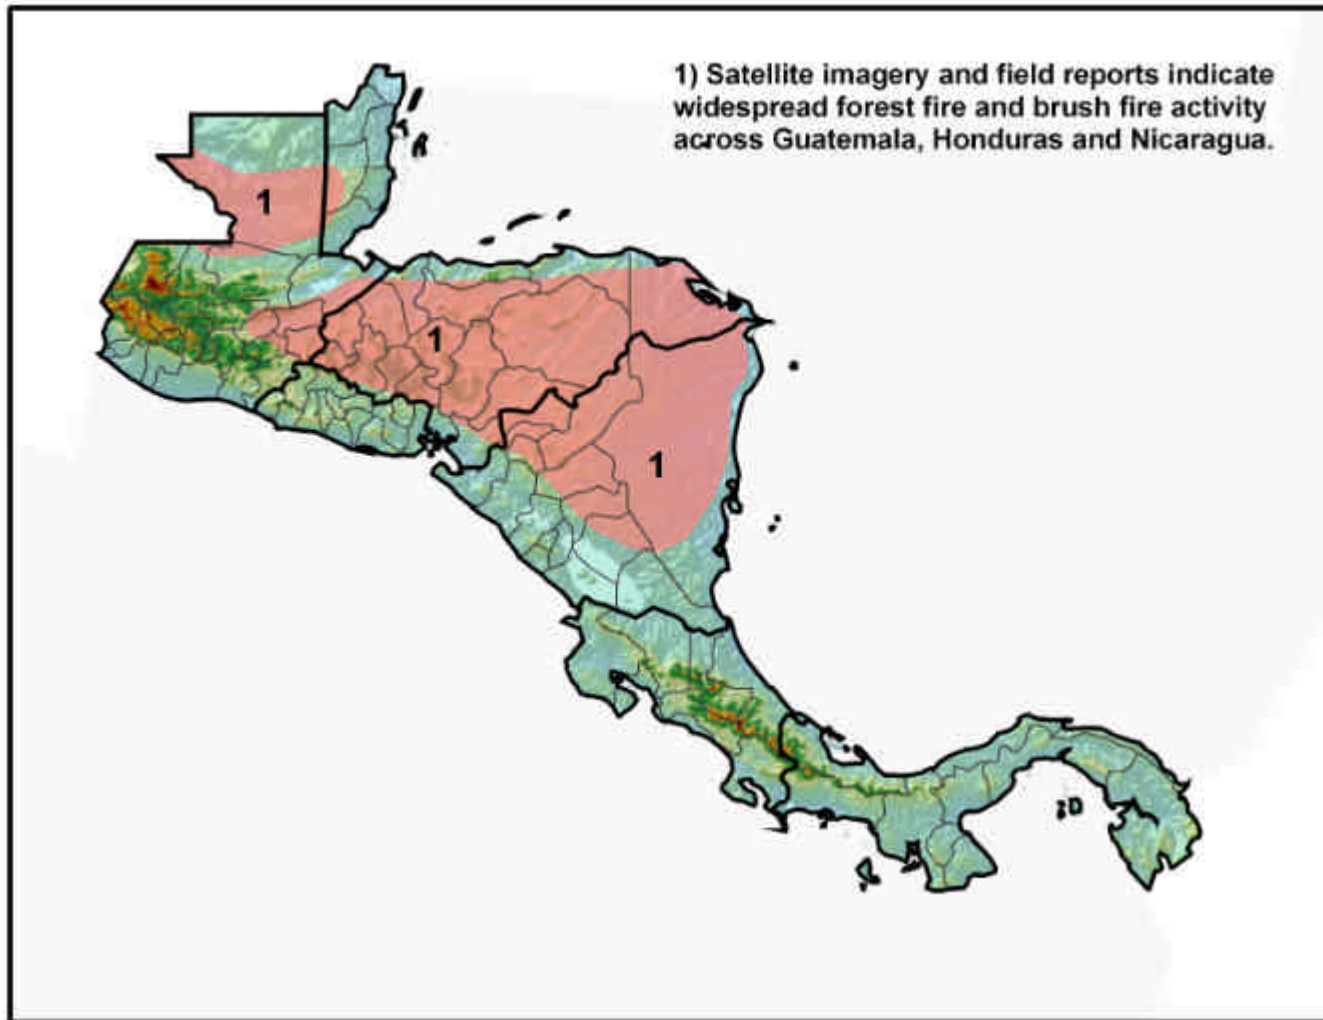 1) Satellite imagery and field reports indicate
widespread forest fire and brush fire activity
across Guatemala, Honduras and Nicaragua.
1
1
1